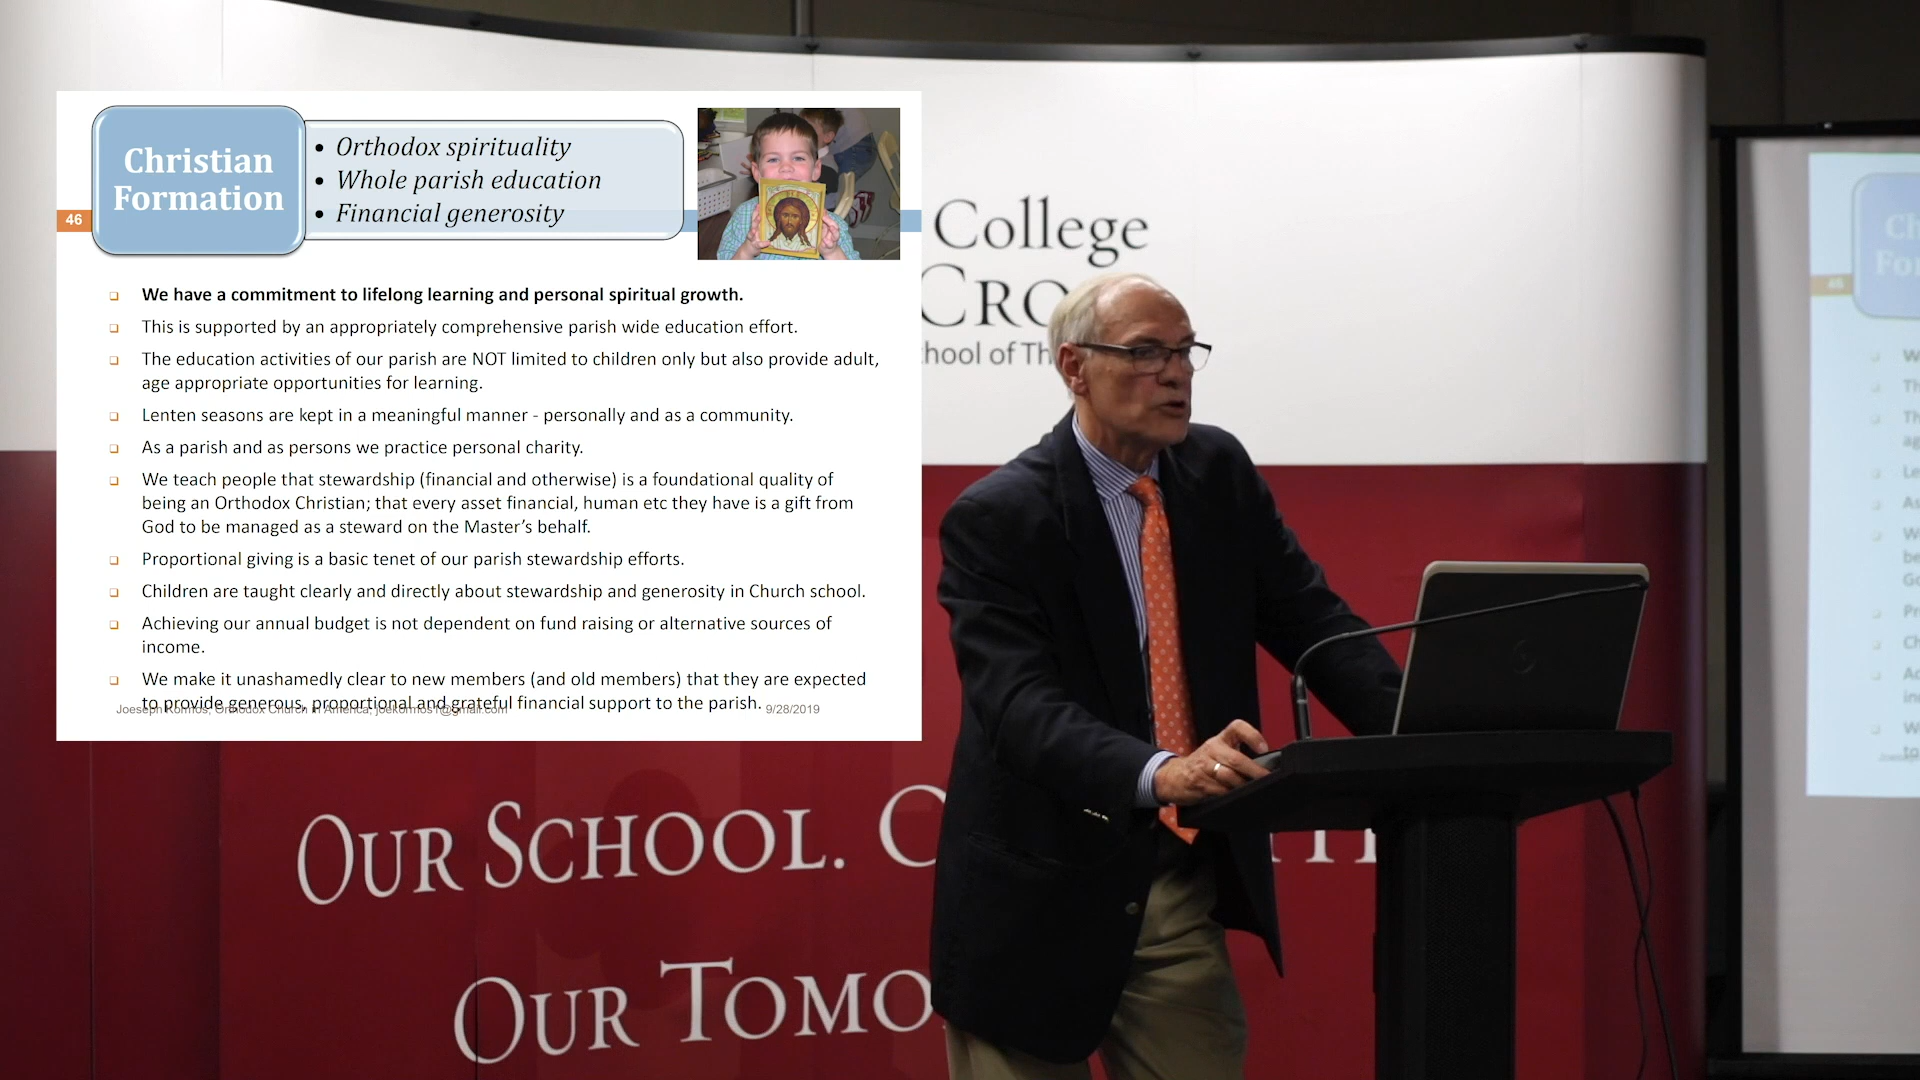 Christian
Formation
• Orthodox spirituality
• Whole parish education
• Financial generosity
46
We have a commitment to lifelong learning and personal spiritual growth.
This is supported by an appropriately comprehensive parish wide education effort.
The education activities of our parish are NOT limited to children only but also provide adult,
age appropriate opportunities for learning.
Lenten seasons are kept in a meaningful manner - personally and as a community.
As a parish and as persons we practice personal charity.
We teach people that stewardship (financial and otherwise) is a foundational quality of
being an Orthodox Christian; that every asset financial, human etc they have is a gift from
God to be managed as a steward on the Master's behalf.
Proportional giving is a basic tenet of our parish stewardship efforts.
Children are taught clearly and directly about stewardship and generosity in Church school.
Achieving our annual budget is not dependent on fund raising or alternative sources of
income.
We make it unashamedly clear to new members (and old members) that they are expected
to provide generous, proportional and grateful financial support to the parish.
Joeseph Kormos, Orthodox Church in America, joekormos1@gmail.com 9/28/2019
College
CRO
hool of Th
OUR SCHOOL.
OUR TOMO